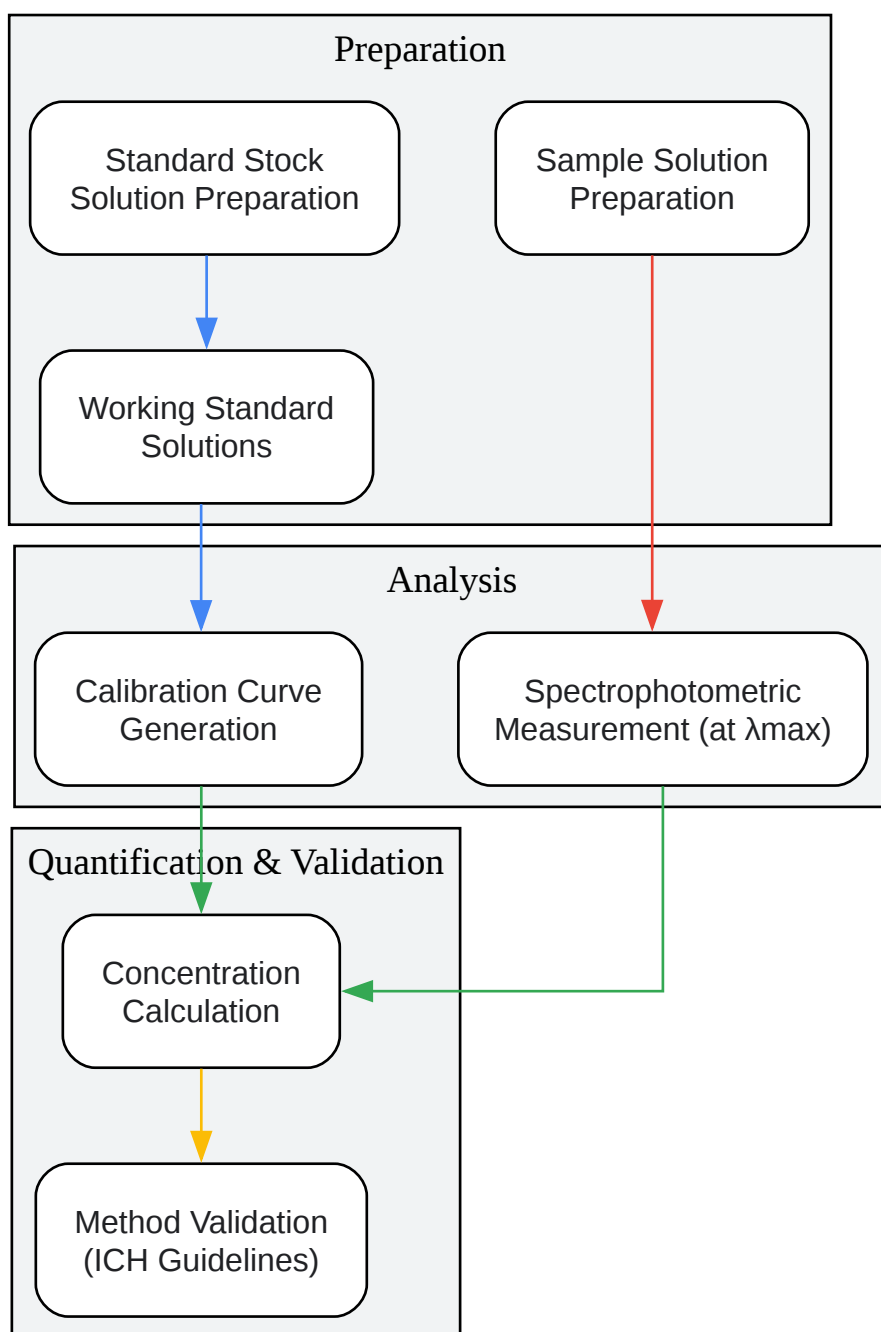 Preparation
Standard Stock
Solution Preparation
Sample Solution
Preparation
Working Standard
Solutions
Analysis
Calibration Curve
Generation
Spectrophotometric
Measurement (at λmax)
Quantification & Validation
Concentration
Calculation
Method Validation
(ICH Guidelines)